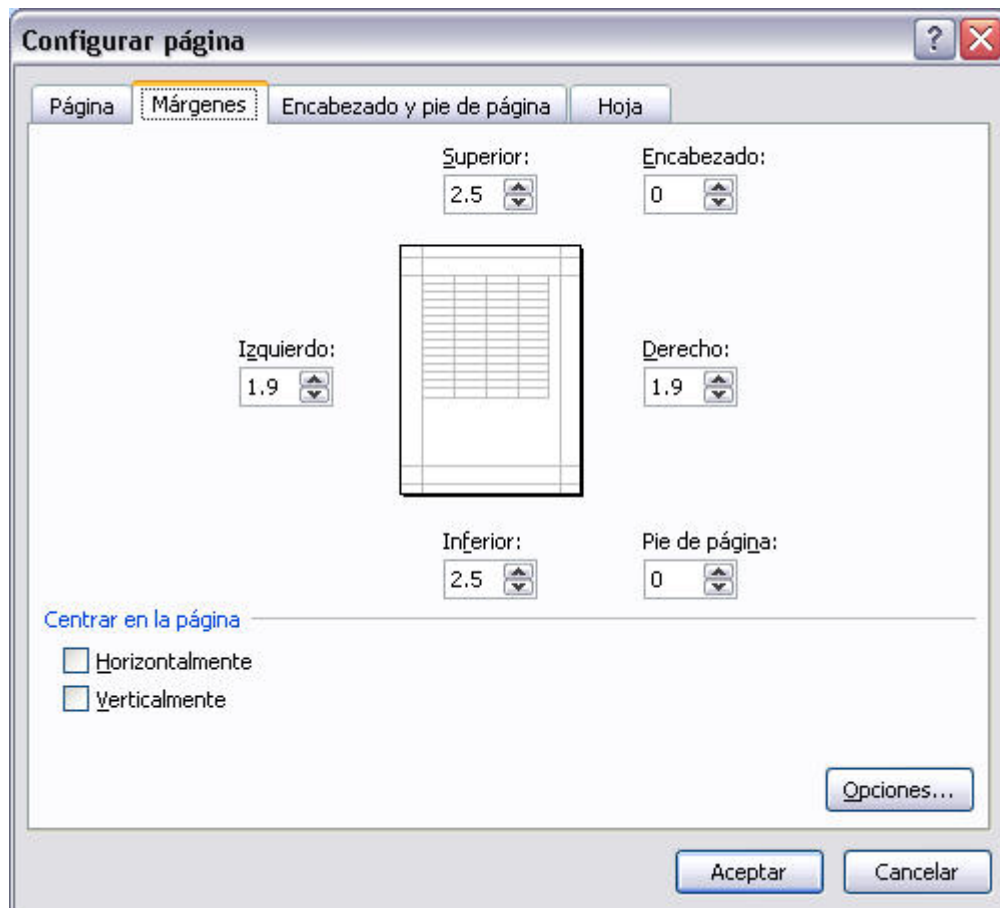 Configurar página
Página Márgenes Encabezado y pie de página Hoja
Superior: Encabezado:
2.5 0
Izquierdo: Derecho:
1.9 1.9
Inferior: Pie de página:
2.5 0
Centrar en la página
Horizontalmente
Verticalmente
Opciones...
Aceptar Cancelar